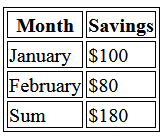 Month Savings
January $100
February $80
Sum $180